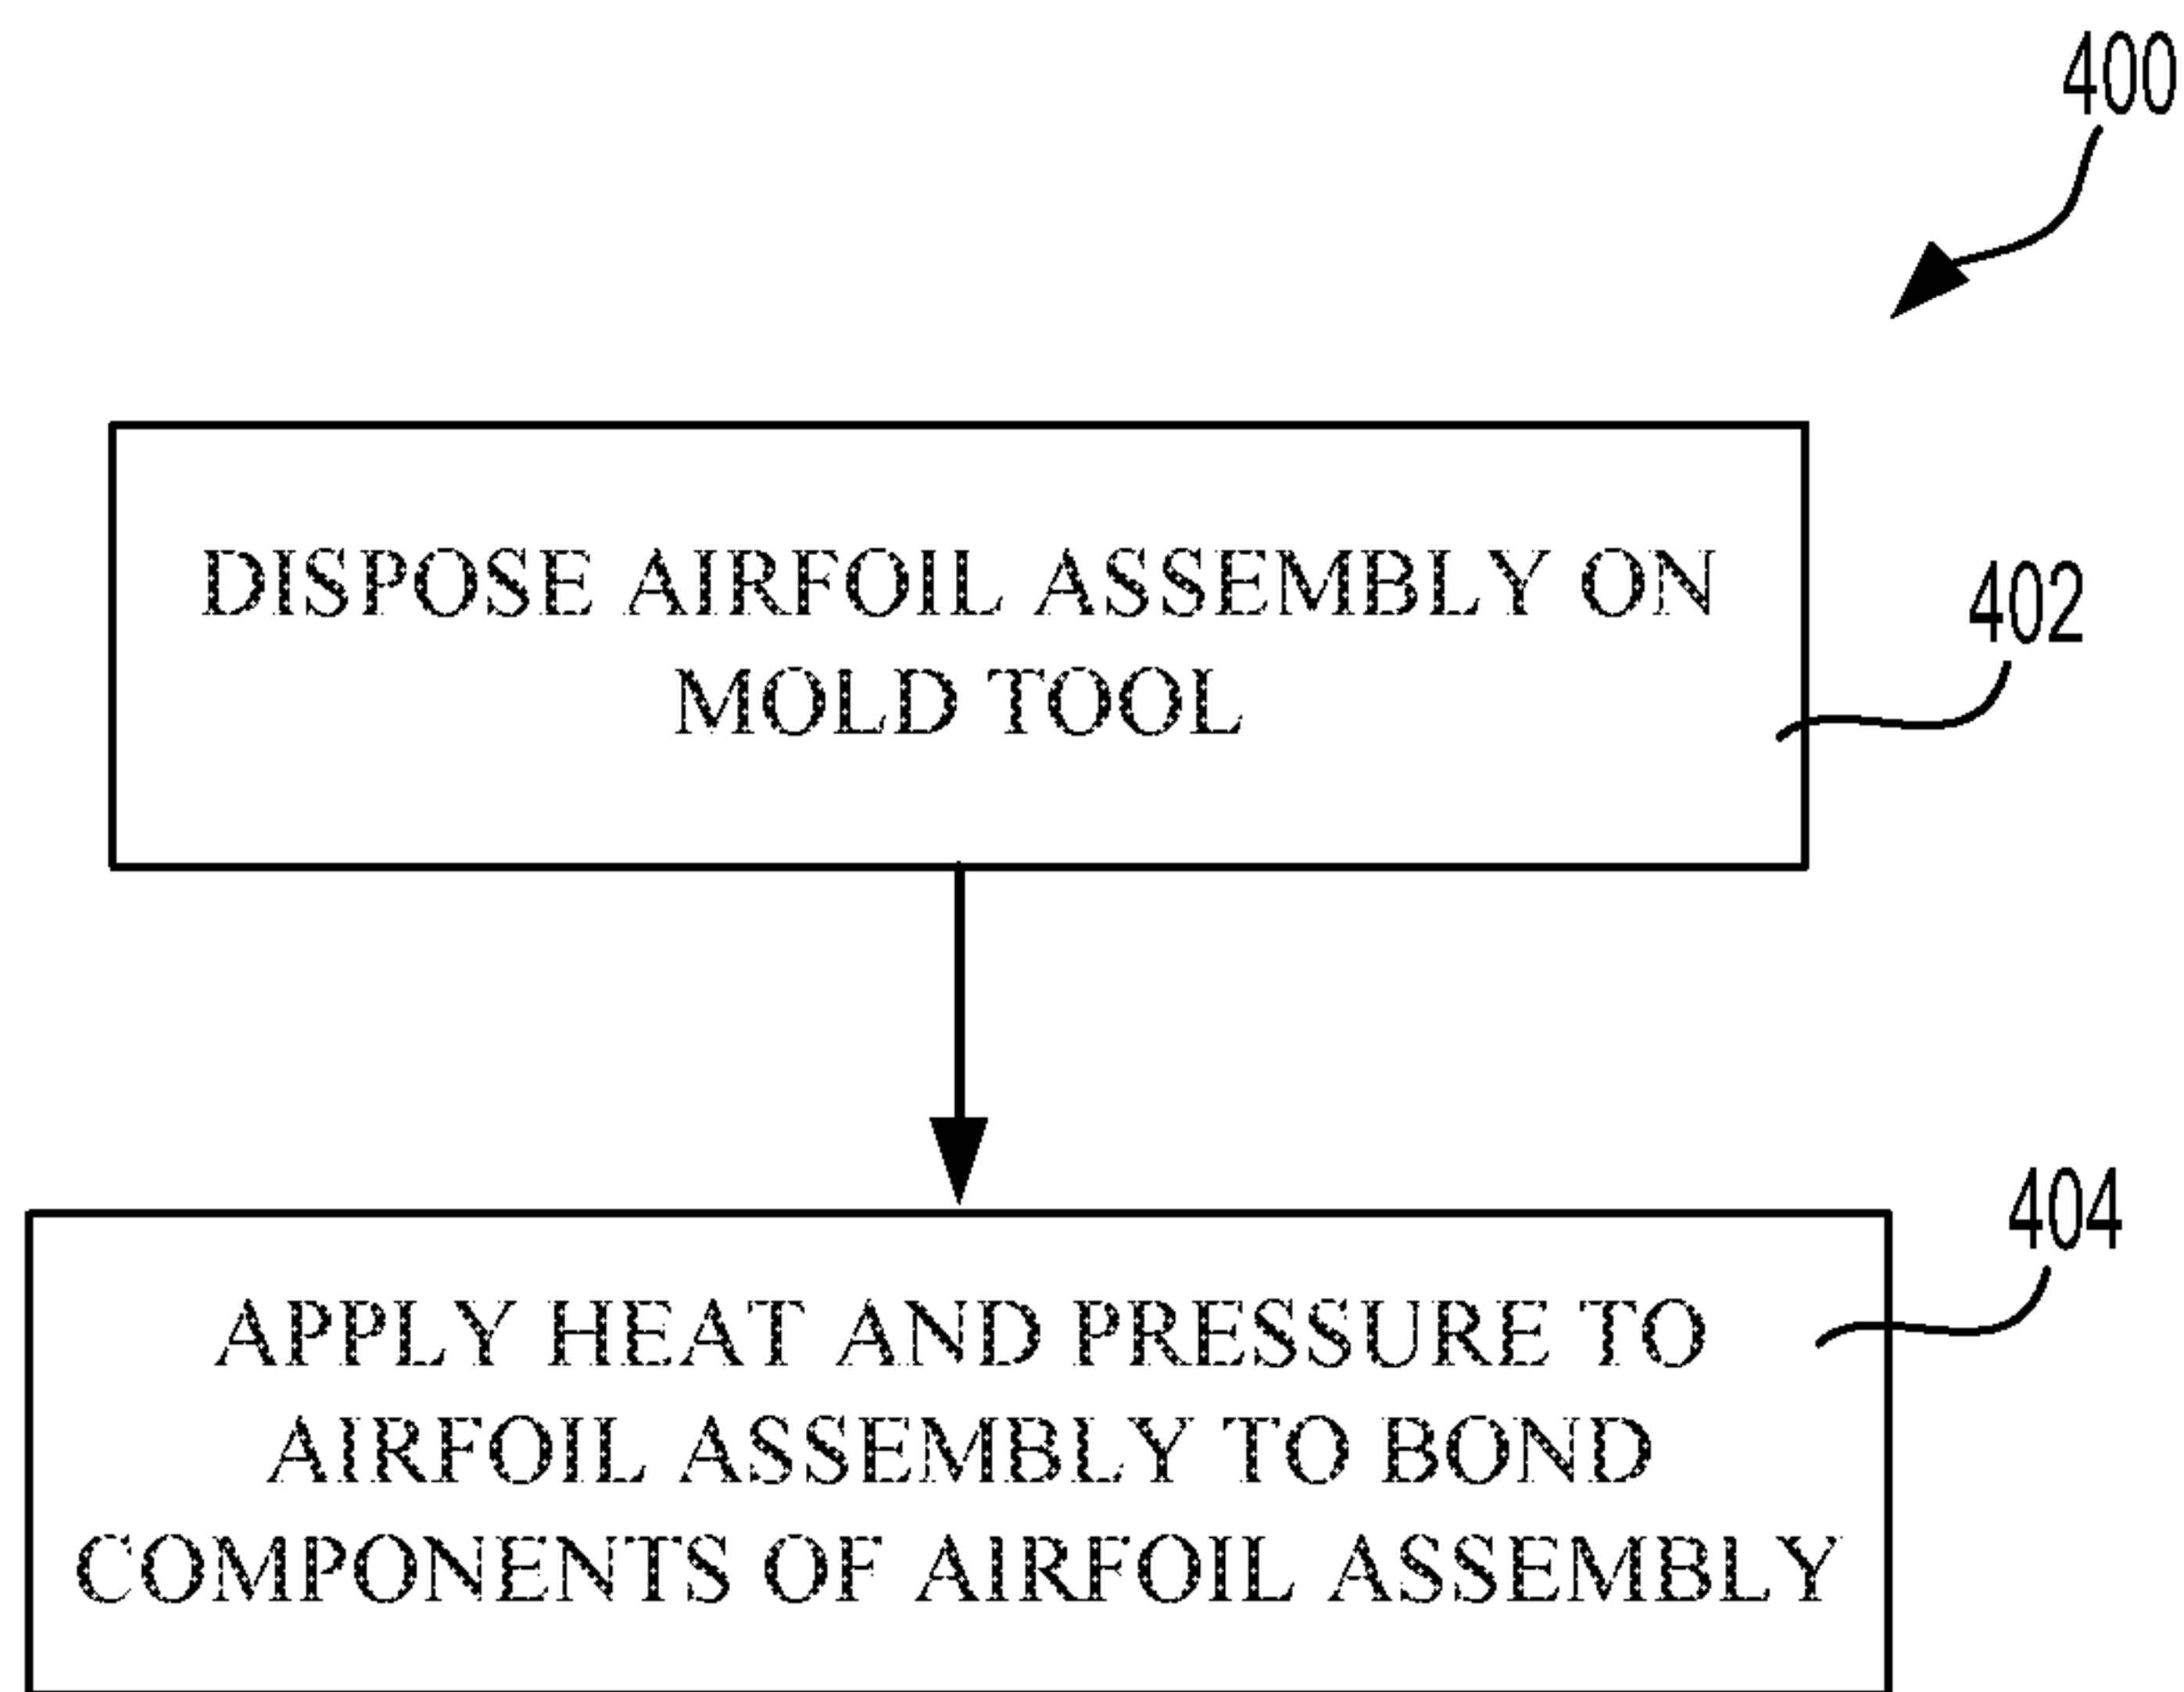 400
DISPOSE AIRFOIL ASSEMBLY ON
MOLD TOOL
402
404
APPLY HEAT AND PRESSURE TO
AIRFOIL ASSEMBLY TO BOND
COMPONENTS OF AIRFOIL ASSEMBLY